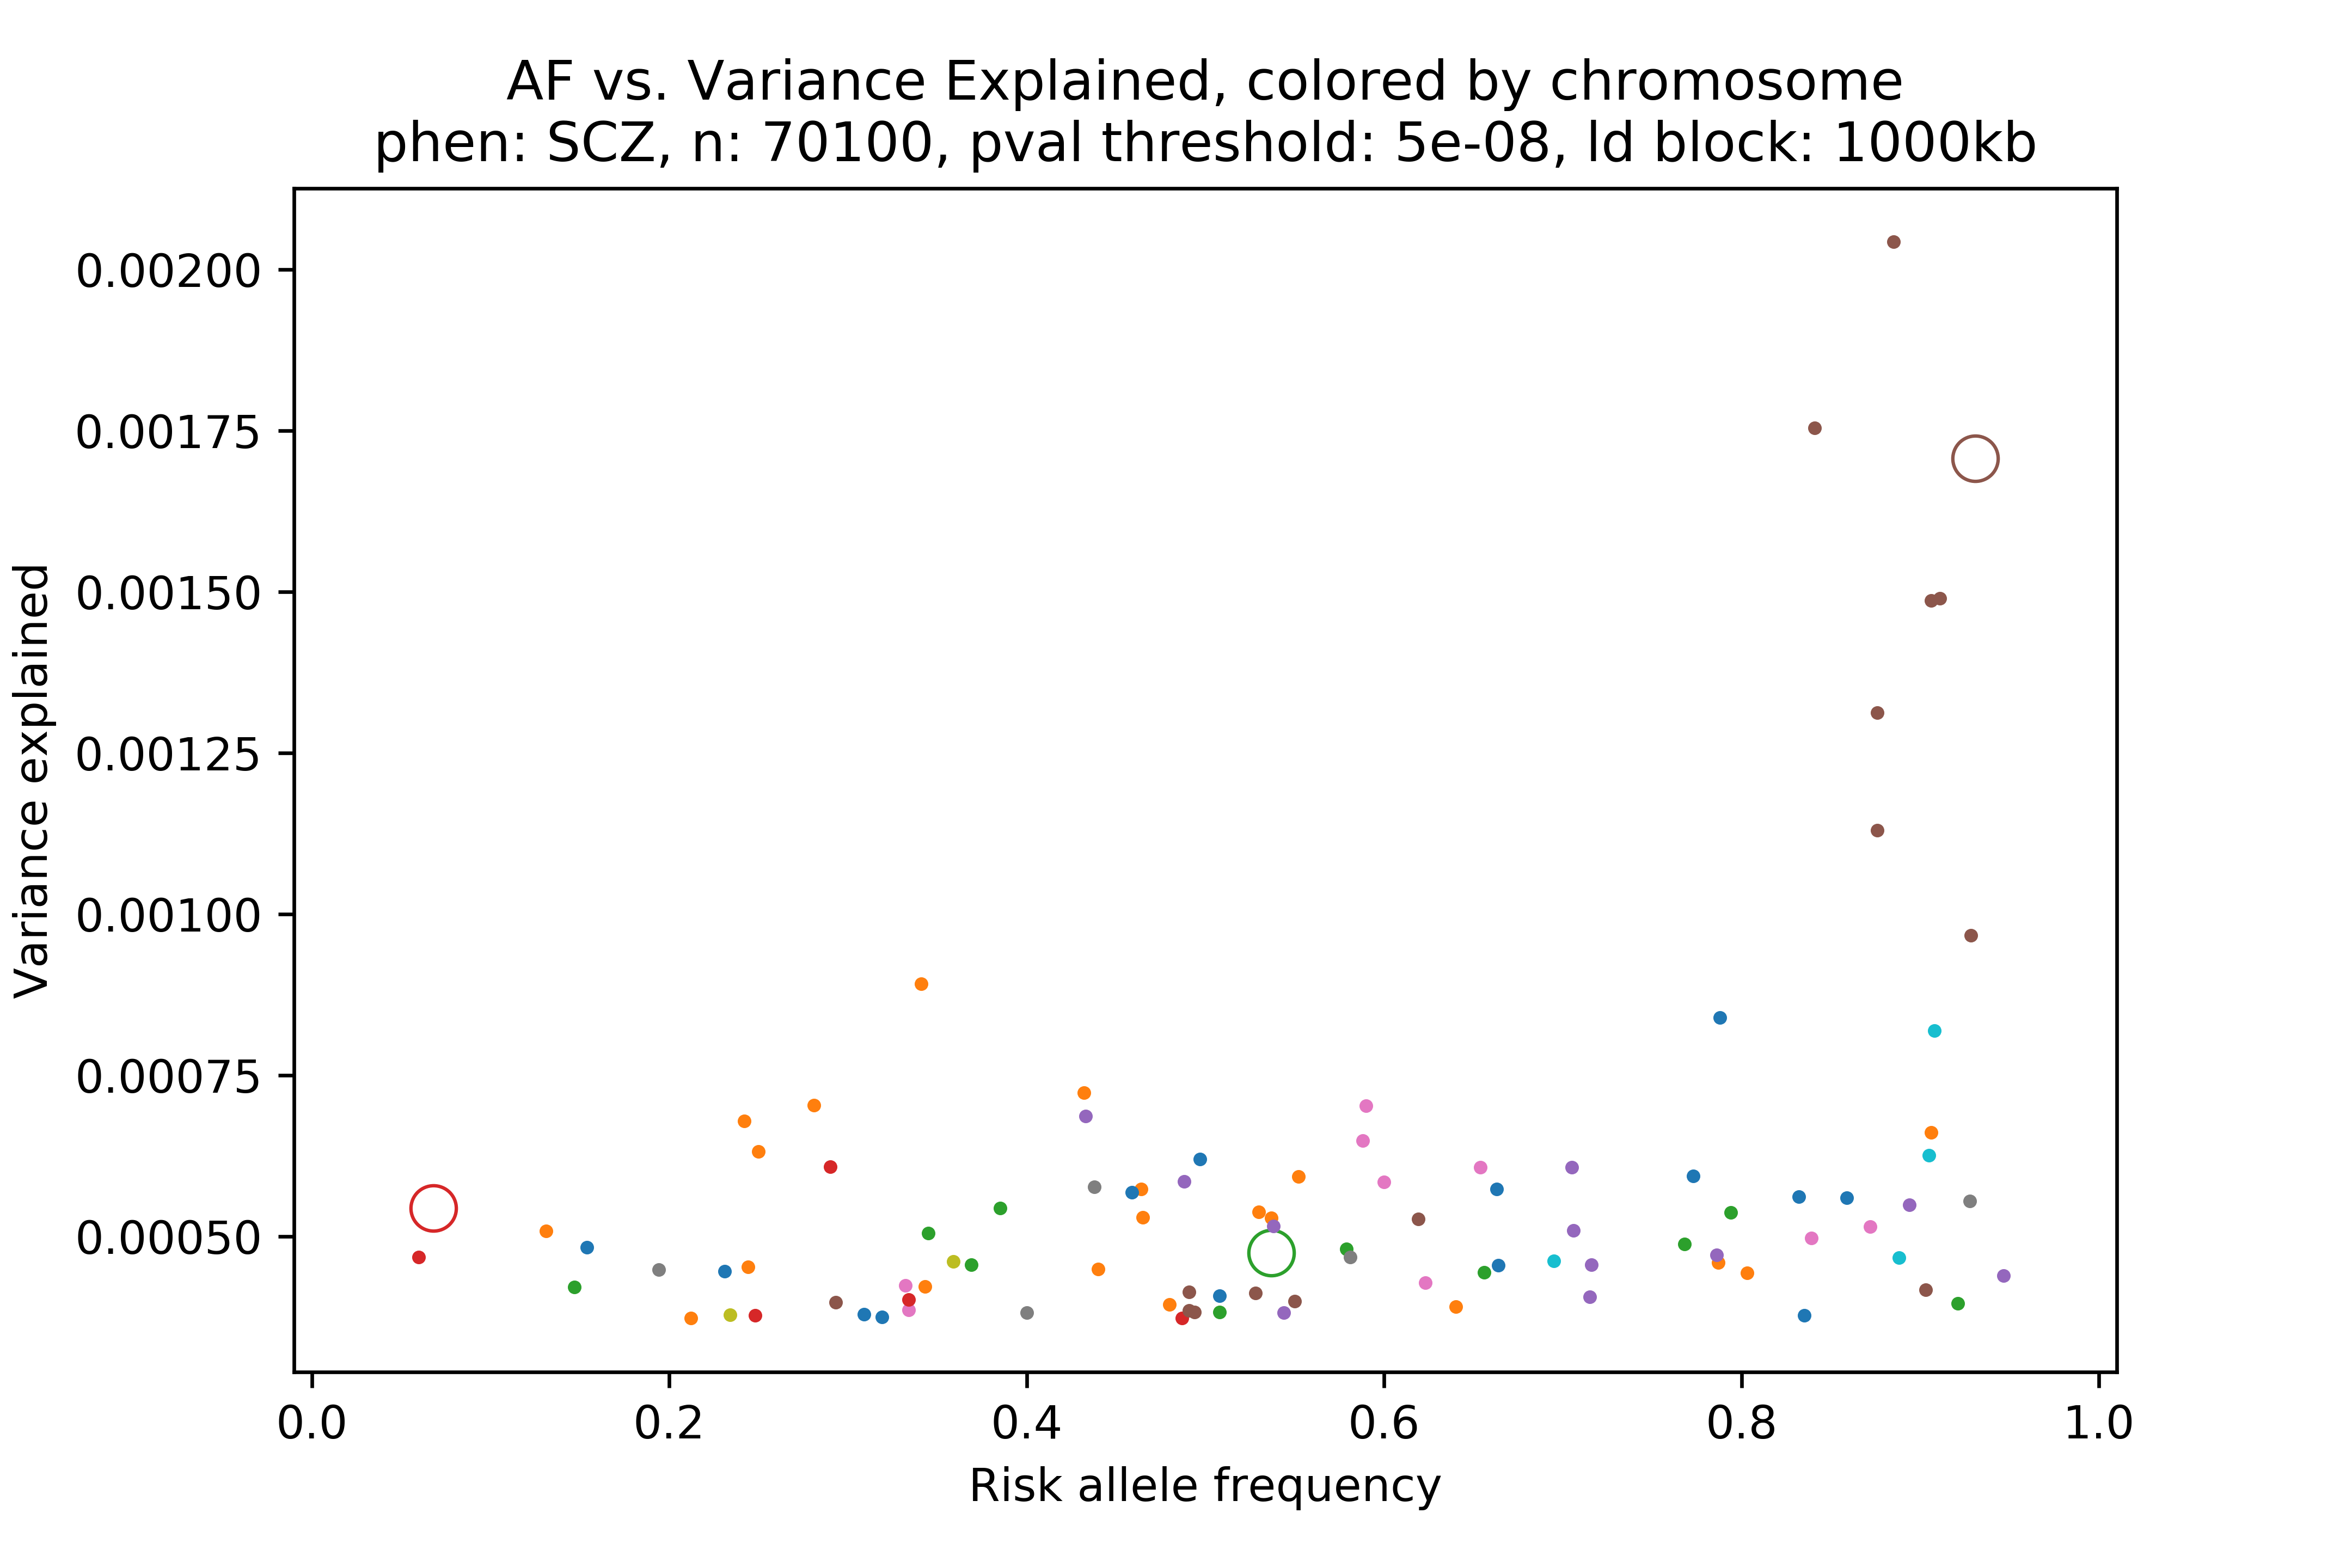 AF vs. Variance Explained, colored by chromosome
phen: SCZ, n: 70100, pval threshold: 5e-08, ld block: 1000kb
0.00200
0.00175
0.00150
0.00125
0.00100
0.00075
0.00050
Variance explained
0.0 0.2 0.4 0.6 0.8 1.0
Risk allele frequency